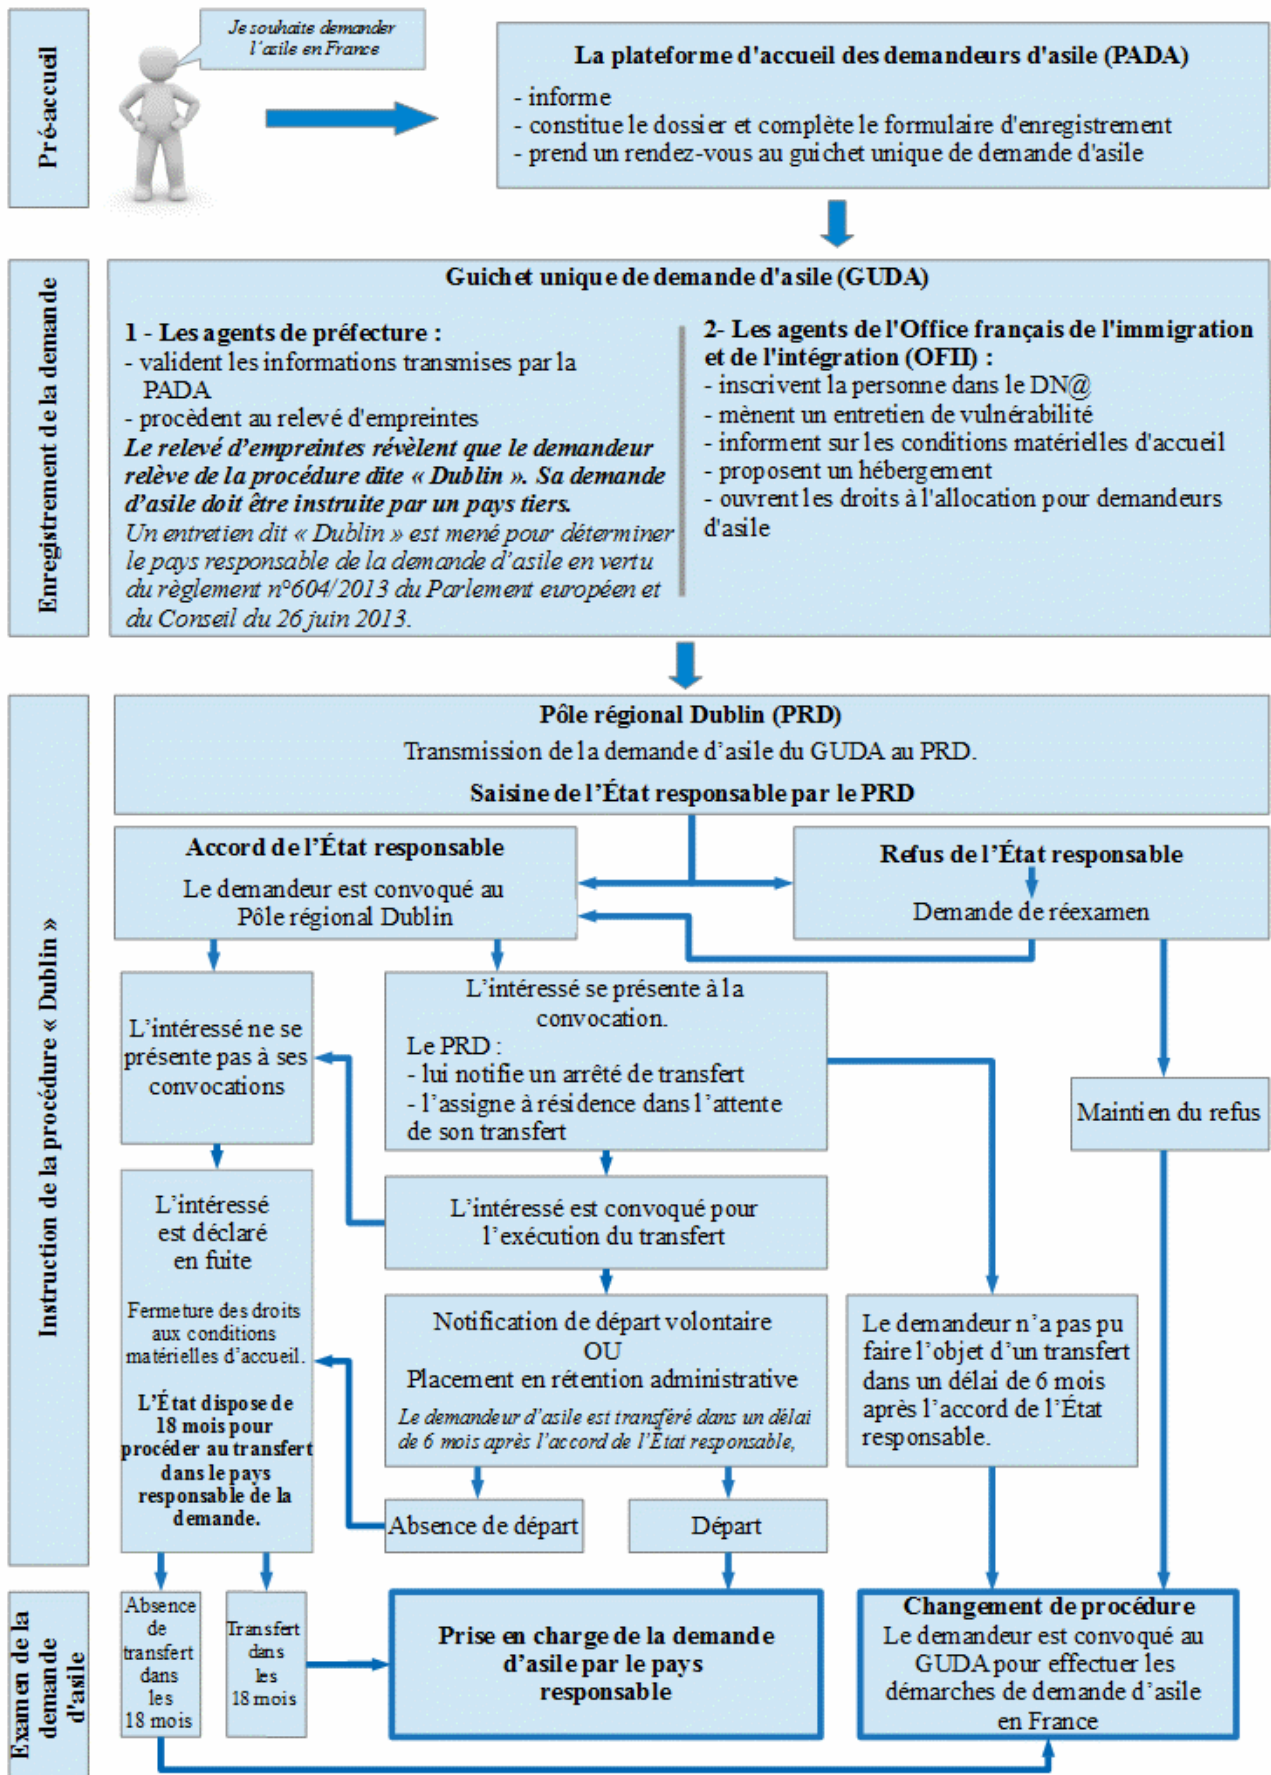 Pré-accueil
Je souhaite demander
l'asile en France
La plateforme d'accueil des demandeurs d'asile (PADA)
- informe
- constitue le dossier et complète le formulaire d'enregistrement
- prend un rendez-vous au guichet unique de demande d'asile
Enregistrement de la demande
Guichet unique de demande d'asile (GUDA)
1 - Les agents de préfecture :
- valident les informations transmises par la
PADA
- procèdent au relevé d'empreintes
Le relevé d'empreintes révèlent que le demandeur
relève de la procédure dite « Dublin ». Sa demande
d'asile doit être instruite par un pays tiers.
Un entretien dit « Dublin » est mené pour déterminer
le pays responsable de la demande d'asile en vertu
du règlement n°604/2013 du Parlement européen et
du Conseil du 26 juin 2013.
2- Les agents de l'Office français de l'immigration
et de l'intégration (OFII) :
- inscrivent la personne dans le DN@
- mènent un entretien de vulnérabilité
- informent sur les conditions matérielles d'accueil
- proposent un hébergement
- ouvrent les droits à l'allocation pour demandeurs
d'asile
Instruction de la procédure « Dublin »
Pôle régional Dublin (PRD)
Transmission de la demande d'asile du GUDA au PRD.
Saisine de l'État responsable par le PRD
Accord de l'État responsable
Le demandeur est convoqué au
Pôle régional Dublin
Refus de l'État responsable
Demande de réexamen
L'intéressé ne se
présente pas à ses
convocations
L'intéressé se présente à la
convocation.
Le PRD :
- lui notifie un arrêté de transfert
- l'assigne à résidence dans l'attente
de son transfert
Maintien du refus
L'intéressé
est déclaré
en fuite
Fermeture des droits
aux conditions
matérielles d'accueil.
L'État dispose de
18 mois pour
procéder au transfert
dans le pays
responsable de la
demande.
L'intéressé est convoqué pour
l'exécution du transfert
Notification de départ volontaire
OU
Placement en rétention administrative
Le demandeur d'asile est transféré dans un délai
de 6 mois après l'accord de l'État responsable,
Le demandeur n'a pas pu
faire l'objet d'un transfert
dans un délai de 6 mois
après l'accord de l'État
responsable.
Absence de départ
Départ
Examen de la
demande
d'asile
Absence
de
transfert
dans
les
18 mois
Transfert
dans
les
18 mois
Prise en charge de la demande
d'asile par le pays
responsable
Changement de procédure
Le demandeur est convoqué au
GUDA pour effectuer les
démarches de demande d'asile
en France